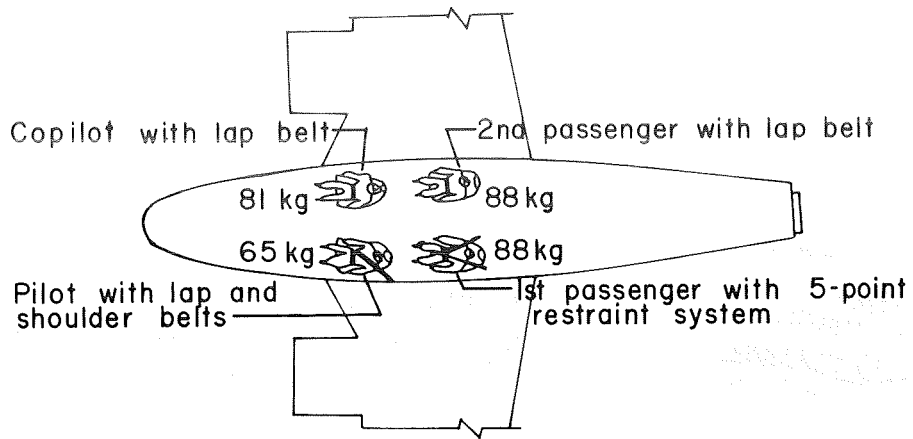 Copilot with lap belt
2nd passenger with lap belt
81 kg
88 kg
65 kg
88 kg
Pilot with lap and
shoulder belts
1st passenger with 5-point
restraint system